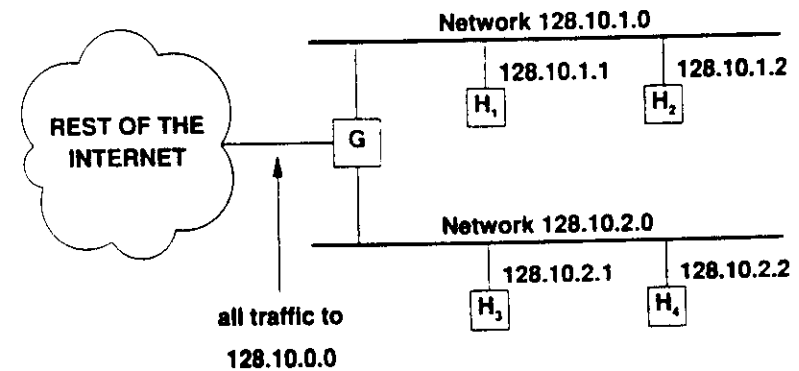 Network 128.10.1.0
128.10.1.1
128.10.1.2
H₁
H₂
REST OF THE
INTERNET
G
Network 128.10.2.0
128.10.2.1
128.10.2.2
H₃
H₄
all traffic to
128.10.0.0